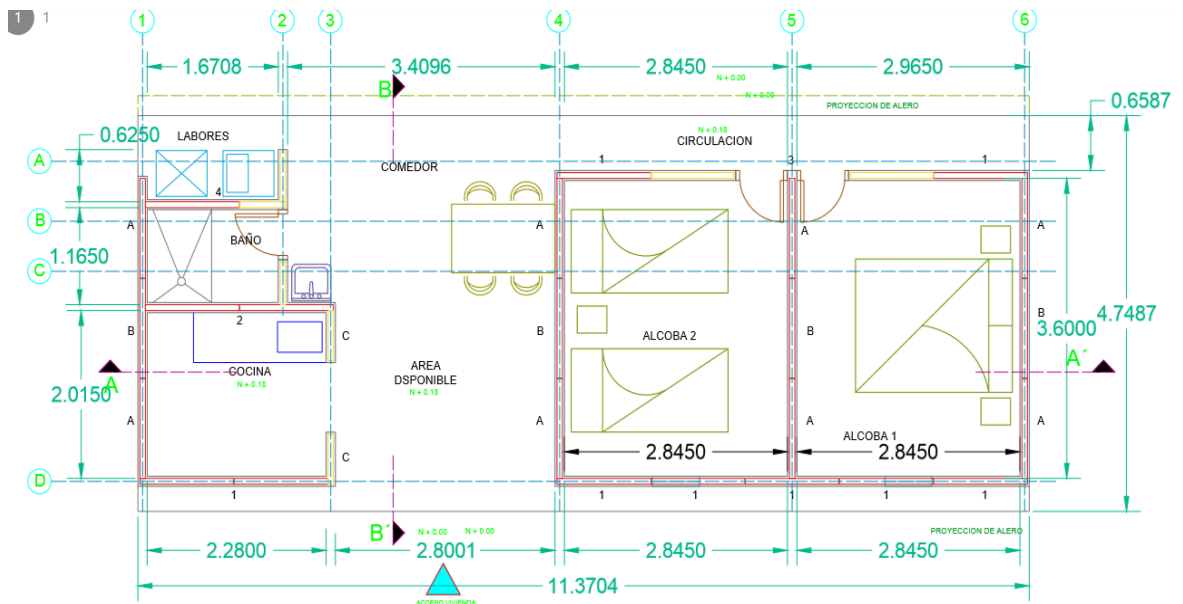 1 1
1 2 3 4 5 6
1.6708 3.4096 2.8450 2.9650
N + 0.00
B
N + 0.00
PROYECCION DE ALERO
0.6587
N + 0.18
0.6250
LABORES
CIRCULACION
A
COMEDOR
1 3 1
4
B
A
BAÑO
A A A
1.1650
C
2
B
C
B
B
B
3.6000
4.7487
ALCOBA 2
COCINA
N + 0.18
AREA
DSPONIBLE
N + 0.18
A
A´
2.0150
A
A
A
A
ALCOBA 1
2.8450 2.8450
C
D
1
1 1 1 1 1
B´
N + 0.00 N + 0.00
PROYECCION DE ALERO
2.2800 2.8001 2.8450 2.8450
11.3704
ACCESO VIVIENDA